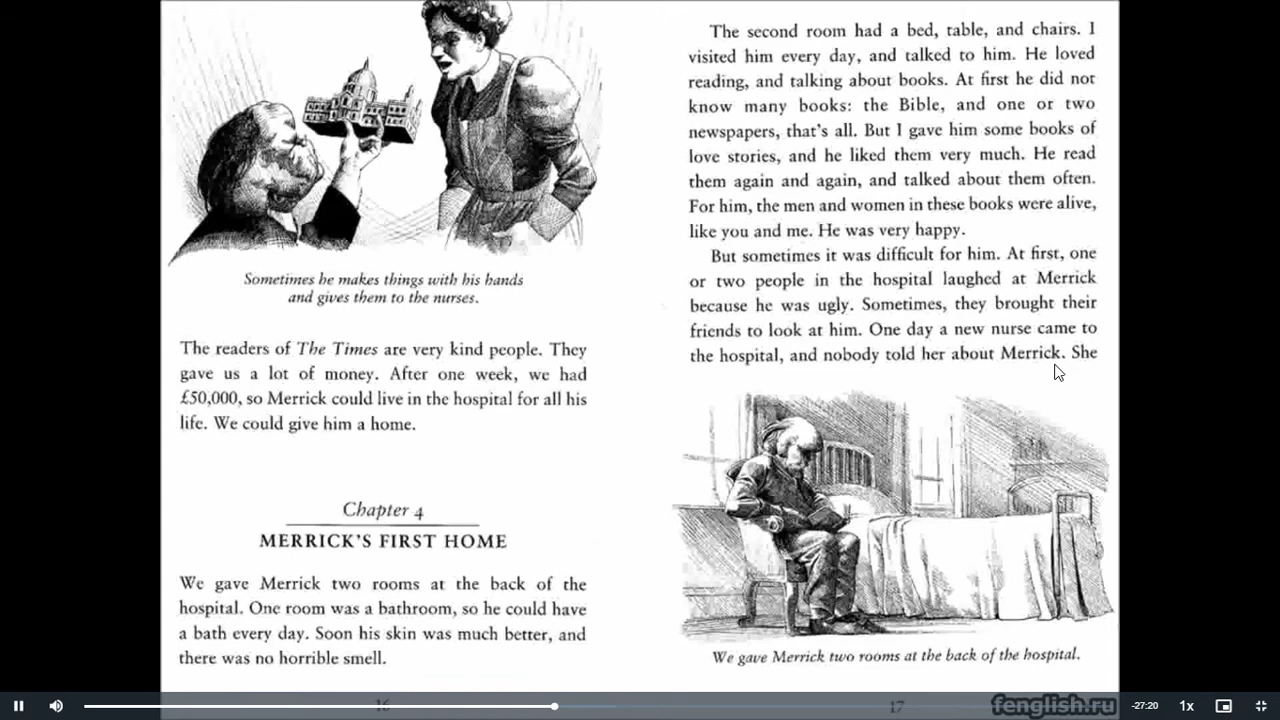 Sometimes he makes things with his hands
and gives them to the nurses.
The readers of The Times are very kind people. They
gave us a lot of money. After one week, we had
£50,000, so Merrick could live in the hospital for all his
life. We could give him a home.
Chapter 4
MERRICK'S FIRST HOME
We gave Merrick two rooms at the back of the
hospital. One room was a bathroom, so he could have
a bath every day. Soon his skin was much better, and
there was no horrible smell.
16
The second room had a bed, table, and chairs. I
visited him every day, and talked to him. He loved
reading, and talking about books. At first he did not
know many books: the Bible, and one or two
newspapers, that's all. But I gave him some books of
love stories, and he liked them very much. He read
them again and again, and talked about them often.
For him, the men and women in these books were alive,
like you and me. He was very happy.
But sometimes it was difficult for him. At first, one
or two people in the hospital laughed at Merrick
because he was ugly. Sometimes, they brought their
friends to look at him. One day a new nurse came to
the hospital, and nobody told her about Merrick. She
We gave Merrick two rooms at the back of the hospital.
17
fenglish.ru
-27:20
1x